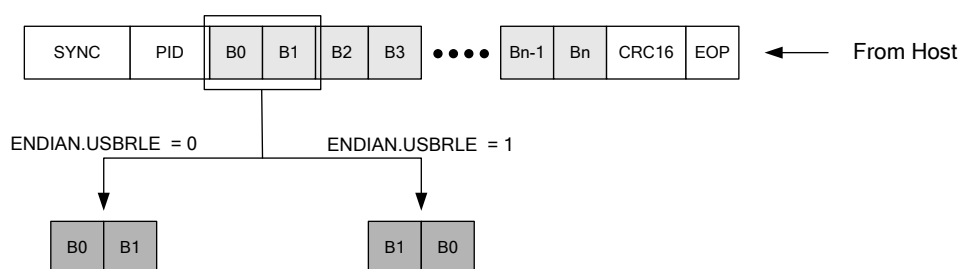 SYNC PID B0 B1 B2 B3 Bn-1 Bn CRC16 EOP From Host
ENDIAN.USBRLE = 0 ENDIAN.USBRLE = 1
B0 B1 B1 B0